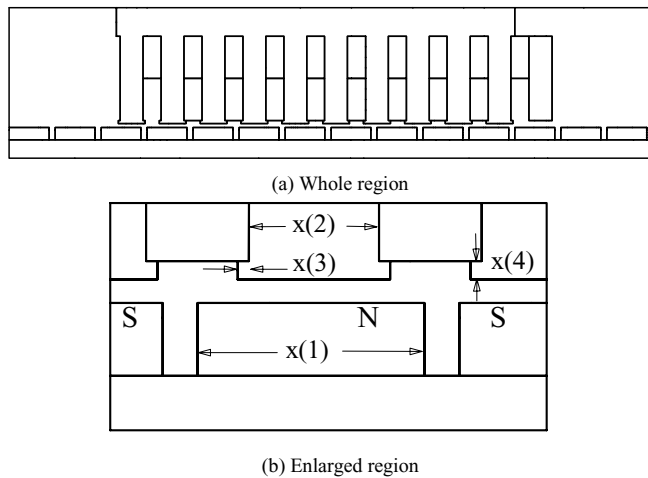 (a) Whole region
x(2)
x(3)
x(4)
S
N
S
x(1)
(b) Enlarged region